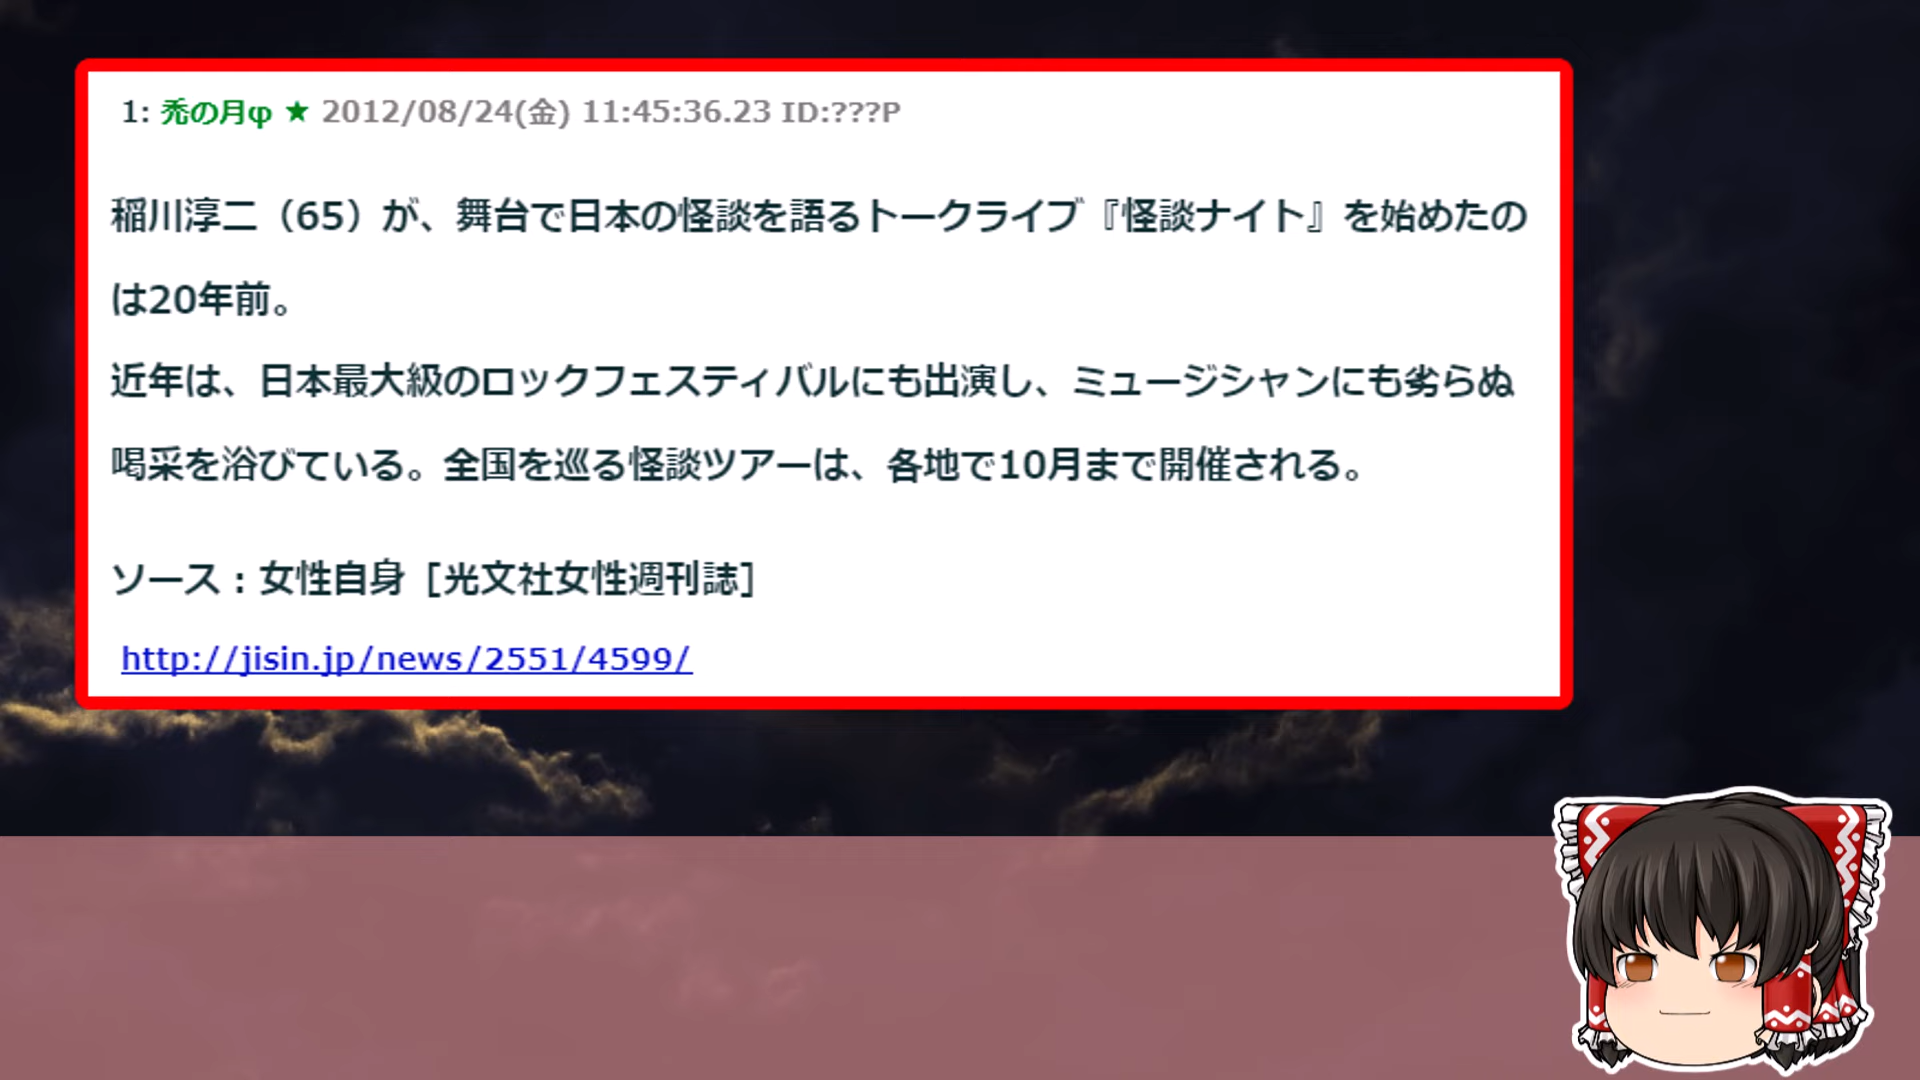 1: 禿の月φ ★ 2012/08/24(金) 11:45:36.23 ID:???P
稲川淳二（65）が、舞台で日本の怪談を語るトークライブ『怪談ナイト』を始めたの
は20年前。
近年は、日本最大級のロックフェスティバルにも出演し、ミュージシャンにも劣らぬ
喝采を浴びている。全国を巡る怪談ツアーは、各地で10月まで開催される。
ソース：女性自身［光文社女性週刊誌］
http://jisin.jp/news/2551/4599/